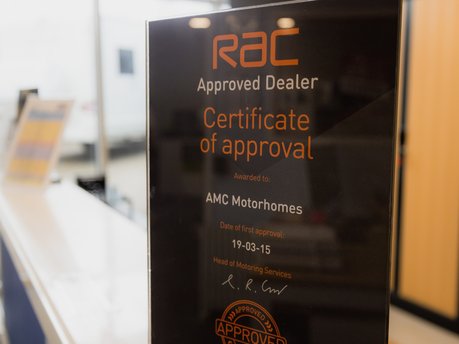 RAC
Approved Dealer
Certificate
of approval
Awarded to:
AMC Motorhomes
Date of first approval:
19-03-15
Head of Motoring Services
APPROVED
APPROVED